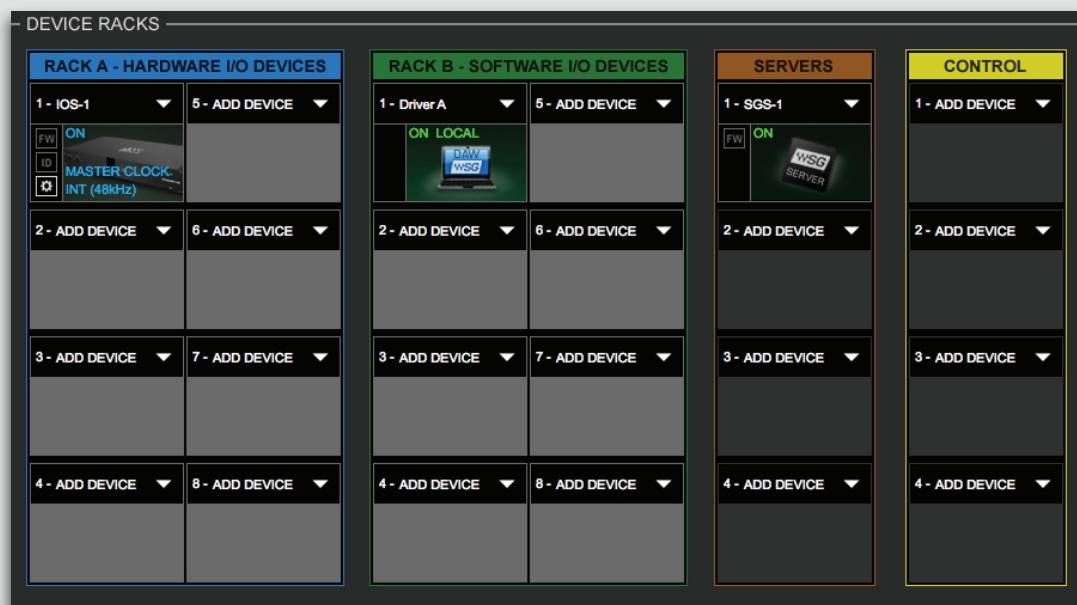 DEVICE RACKS
RACK A - HARDWARE I/O DEVICES
1 - IOS-1
5 - ADD DEVICE
FW
ON
ID
MASTER CLOCK
INT (48kHz)
2 - ADD DEVICE
6 - ADD DEVICE
3 - ADD DEVICE
7 - ADD DEVICE
4 - ADD DEVICE
8 - ADD DEVICE
RACK B - SOFTWARE I/O DEVICES
1 - Driver A
5 - ADD DEVICE
ON LOCAL
DAW
WSG
2 - ADD DEVICE
6 - ADD DEVICE
3 - ADD DEVICE
7 - ADD DEVICE
4 - ADD DEVICE
8 - ADD DEVICE
SERVERS
1 - SGS-1
FW
ON
WSG
SERVER
2 - ADD DEVICE
3 - ADD DEVICE
4 - ADD DEVICE
CONTROL
1 - ADD DEVICE
2 - ADD DEVICE
3 - ADD DEVICE
4 - ADD DEVICE